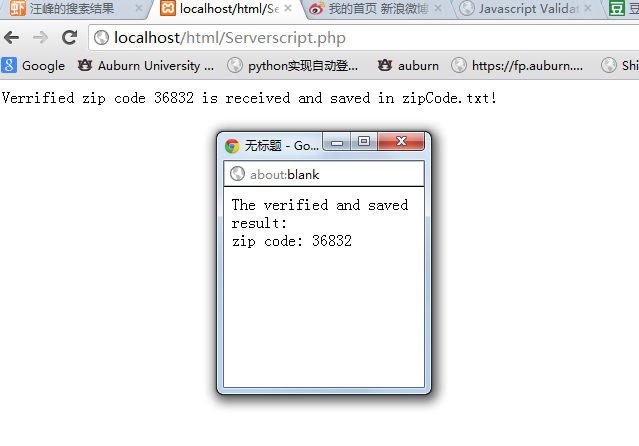 汪峰的搜索结果
localhost/html/Se
我的首页 新浪微博
Javascript Validat
localhost/html/Serverscript.php
Google
Auburn University ...
python实现自动登...
auburn
https://fp.auburn....
Shi
Verrified zip code 36832 is received and saved in zipCode.txt!
无标题 - Go...
about:blank
The verified and saved
result:
zip code: 36832